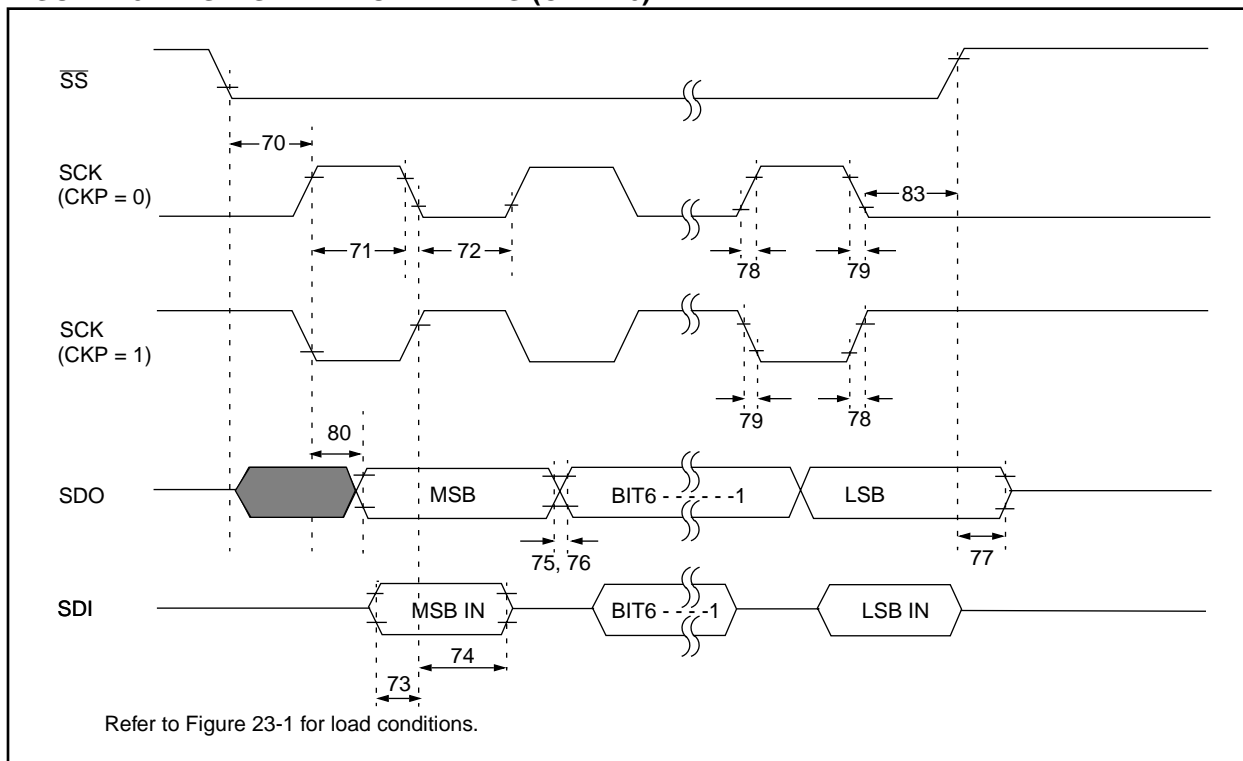 SS
70
SCK
(CKP = 0)
83
71
72
78
79
SCK
(CKP = 1)
79
78
80
SDO
MSB
BIT6 - - - - - - -1
LSB
75, 76
77
SDI
MSB IN
BIT6 - - - - -1
LSB IN
74
73
Refer to Figure 23-1 for load conditions.